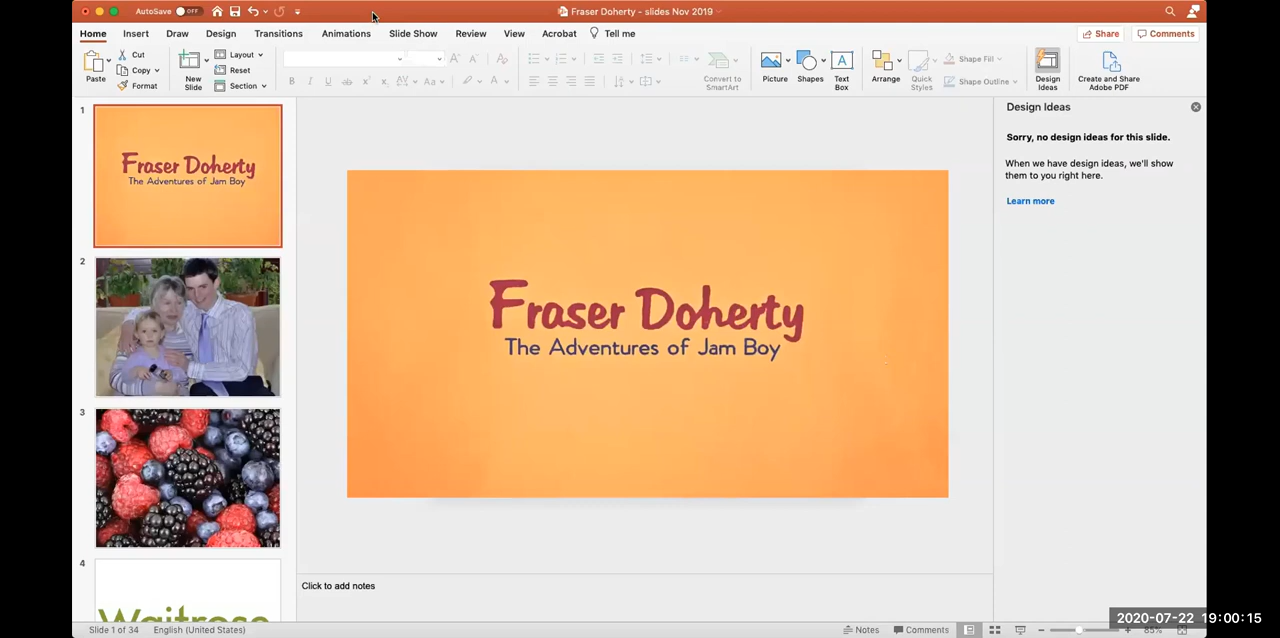 AutoSave OFF
Fraser Doherty - slides Nov 2019
Home Insert Draw Design Transitions Animations Slide Show Review View Acrobat Tell me
Share Comments
Paste
Cut
Copy
Format
New Slide
Layout
Reset
Section
Convert to SmartArt
Picture
Shapes
Text Box
Arrange
Quick Styles
Shape Fill
Shape Outline
Design Ideas
Create and Share Adobe PDF
1
Fraser Doherty
The Adventures of Jam Boy
2
3
4
Waitrose
Fraser Doherty
The Adventures of Jam Boy
Design Ideas
Sorry, no design ideas for this slide.
When we have design ideas, we'll show
them to you right here.
Learn more
Click to add notes
Slide 1 of 34 English (United States)
Notes Comments 85%
2020-07-22 19:00:15